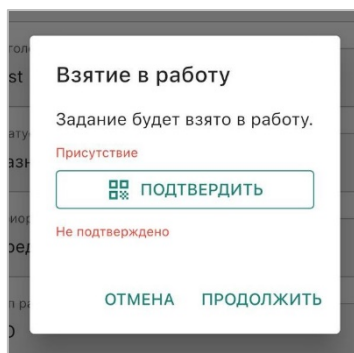 Взятие в работу
Задание будет взято в работу.
Присутствие
ПОДТВЕРДИТЬ
Не подтверждено
ОТМЕНА ПРОДОЛЖИТЬ